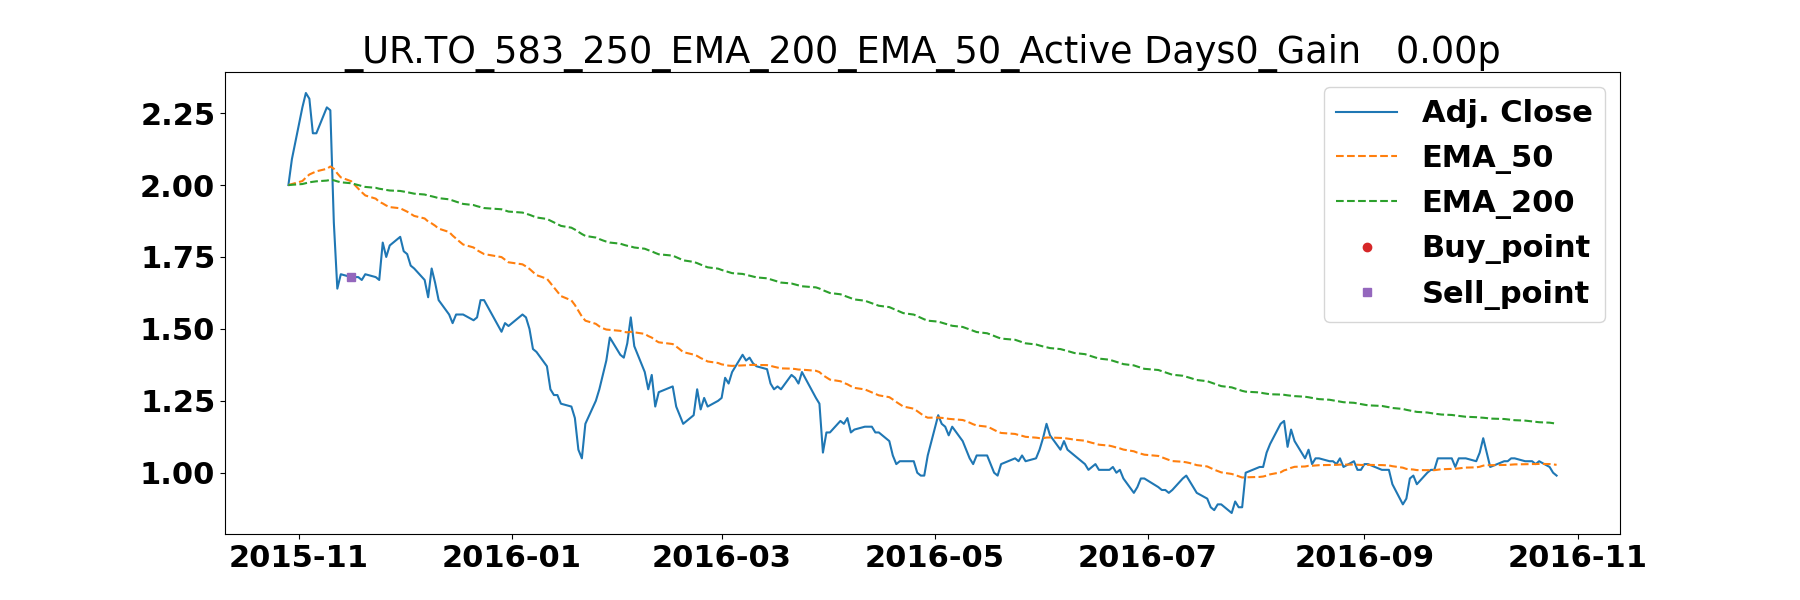 _UR.TO_583_250_EMA_200_EMA_50_Active Days0_Gain   0.00p
2.25
2.00
1.75
1.50
1.25
1.00
Adj. Close
EMA_50
EMA_200
Buy_point
Sell_point
2015-11 2016-01 2016-03 2016-05 2016-07 2016-09 2016-11